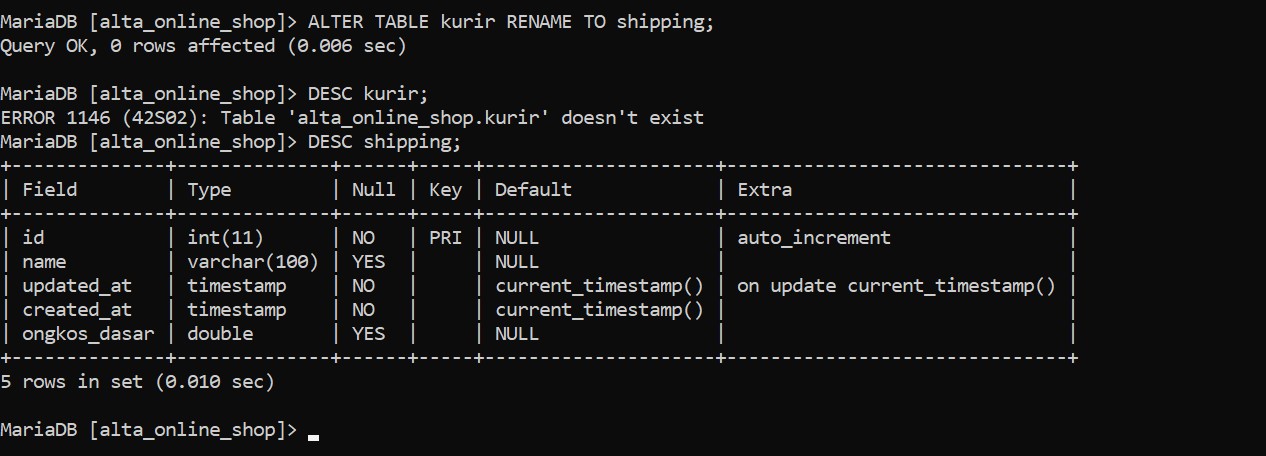 MariaDB [alta_online_shop]> ALTER TABLE kurir RENAME TO shipping;
Query OK, 0 rows affected (0.006 sec)

MariaDB [alta_online_shop]> DESC kurir;
ERROR 1146 (42S02): Table 'alta_online_shop.kurir' doesn't exist
MariaDB [alta_online_shop]> DESC shipping;
+--------------+--------------+------+-----+---------------------+-------------------------------+
| Field        | Type         | Null | Key | Default             | Extra                         |
+--------------+--------------+------+-----+---------------------+-------------------------------+
| id           | int(11)      | NO   | PRI | NULL                | auto_increment                |
| name         | varchar(100) | YES  |     | NULL                |                               |
| updated_at   | timestamp    | NO   |     | current_timestamp() | on update current_timestamp() |
| created_at   | timestamp    | NO   |     | current_timestamp() |                               |
| ongkos_dasar | double       | YES  |     | NULL                |                               |
+--------------+--------------+------+-----+---------------------+-------------------------------+
5 rows in set (0.010 sec)

MariaDB [alta_online_shop]>